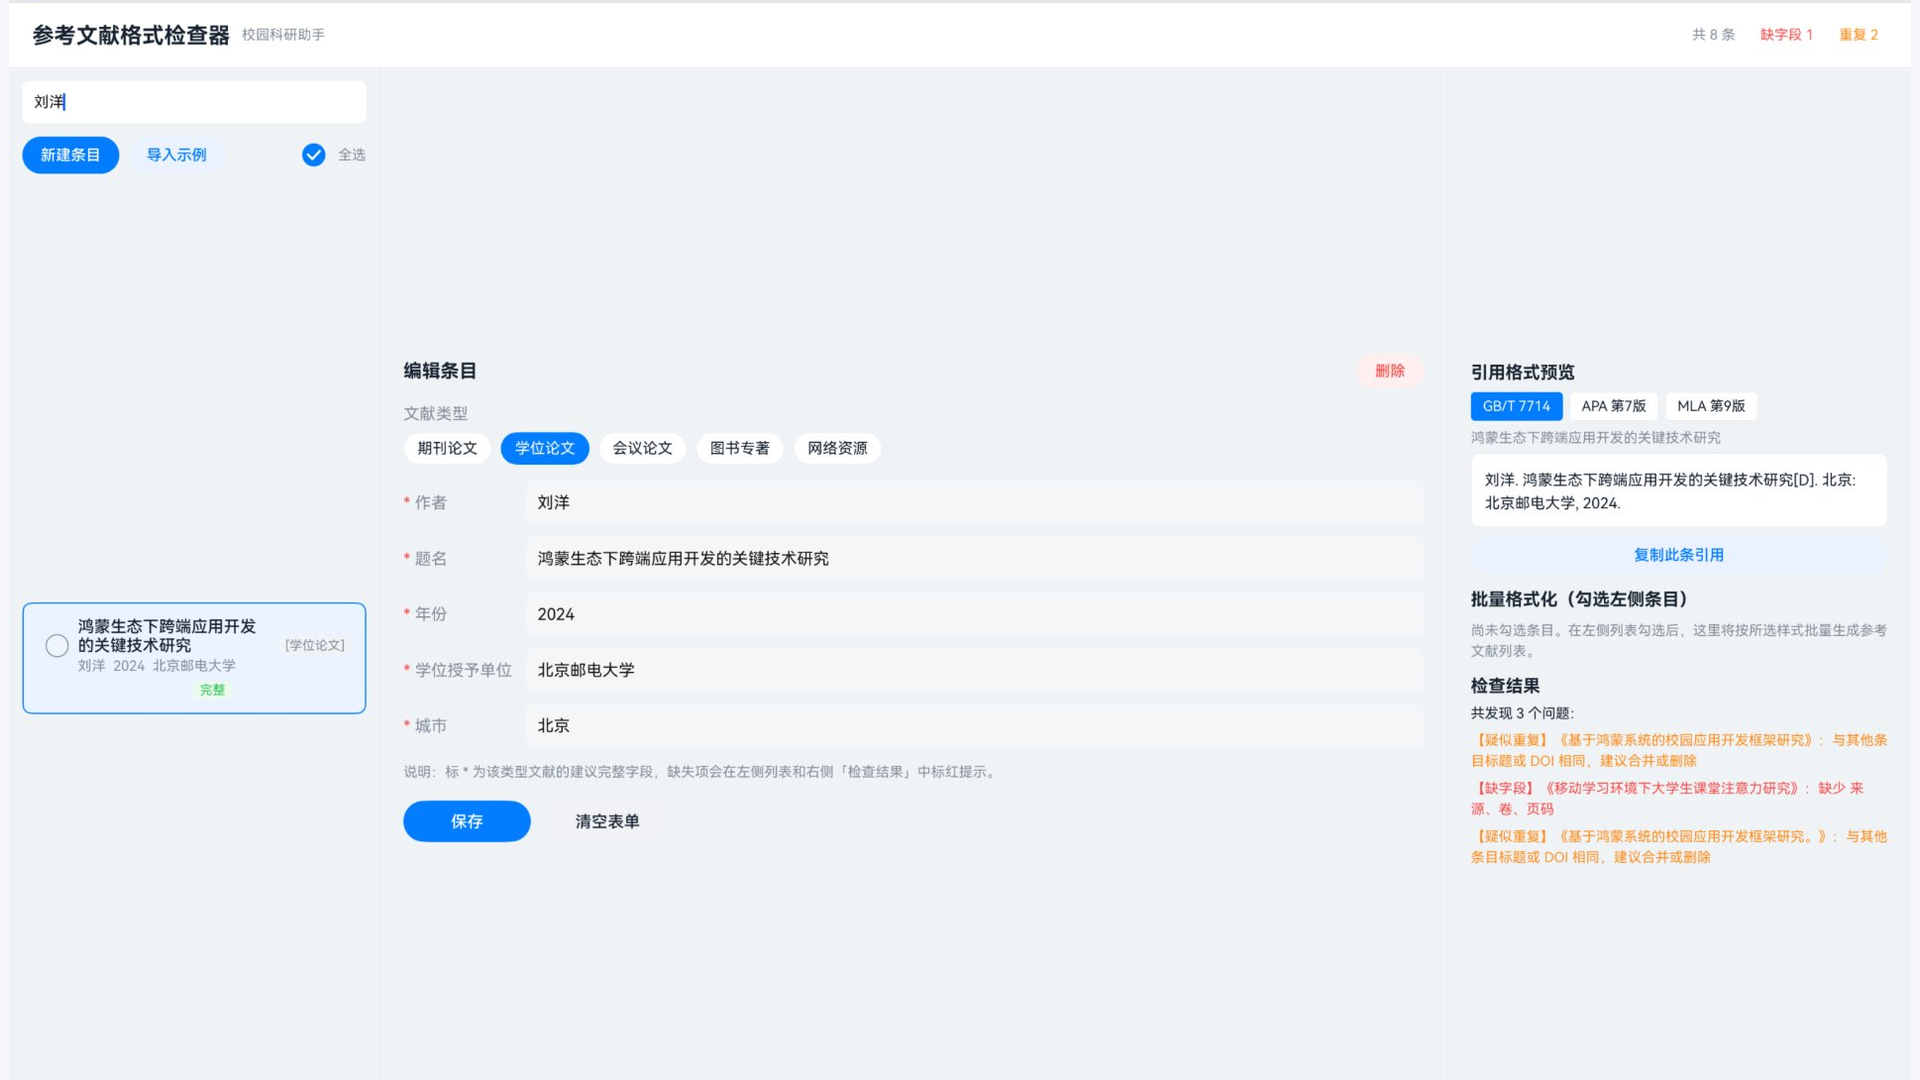 参考文献格式检查器 校园科研助手 共 8 条 缺字段 1 重复 2
刘洋
新建条目 导入示例 全选
鸿蒙生态下跨端应用开发
的关键技术研究
[学位论文]
刘洋 2024 北京邮电大学
完整
编辑条目 删除
文献类型
期刊论文 学位论文 会议论文 图书专著 网络资源
* 作者 刘洋
* 题名 鸿蒙生态下跨端应用开发的关键技术研究
* 年份 2024
* 学位授予单位 北京邮电大学
* 城市 北京
说明：标 * 为该类型文献的建议完整字段，缺失项会在左侧列表和右侧「检查结果」中标红提示。
保存 清空表单
引用格式预览
GB/T 7714 APA 第7版 MLA 第9版
鸿蒙生态下跨端应用开发的关键技术研究
刘洋. 鸿蒙生态下跨端应用开发的关键技术研究[D]. 北京:
北京邮电大学, 2024.
复制此条引用
批量格式化（勾选左侧条目）
尚未勾选条目。在左侧列表勾选后，这里将按所选样式批量生成参考
文献列表。
检查结果
共发现 3 个问题：
【疑似重复】《基于鸿蒙系统的校园应用开发框架研究》：与其他条
目标题或 DOI 相同，建议合并或删除
【缺字段】《移动学习环境下大学生课堂注意力研究》：缺少 来
源、卷、页码
【疑似重复】《基于鸿蒙系统的校园应用开发框架研究。》：与其他
条目标题或 DOI 相同，建议合并或删除